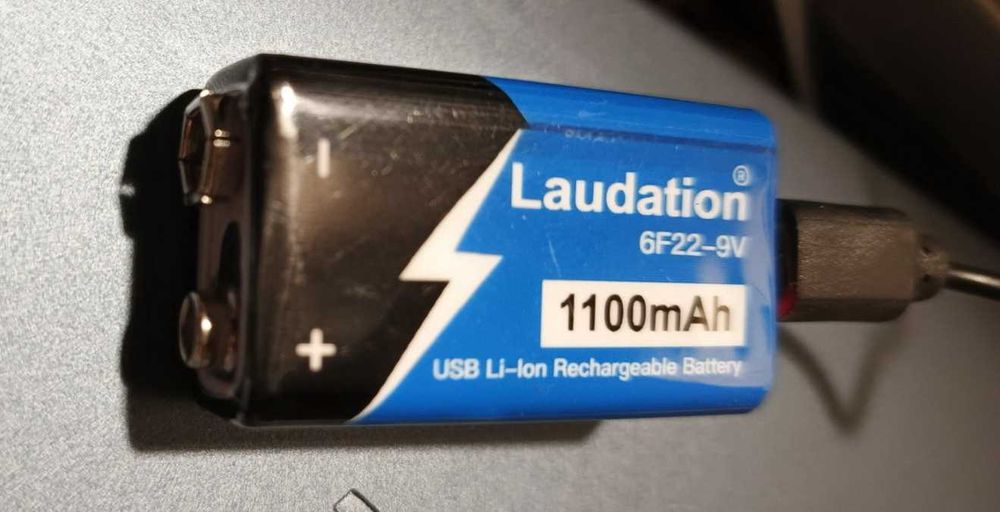 Laudation®
6F22-9V
1100mAh
USB Li-Ion Rechargeable Battery
-
+